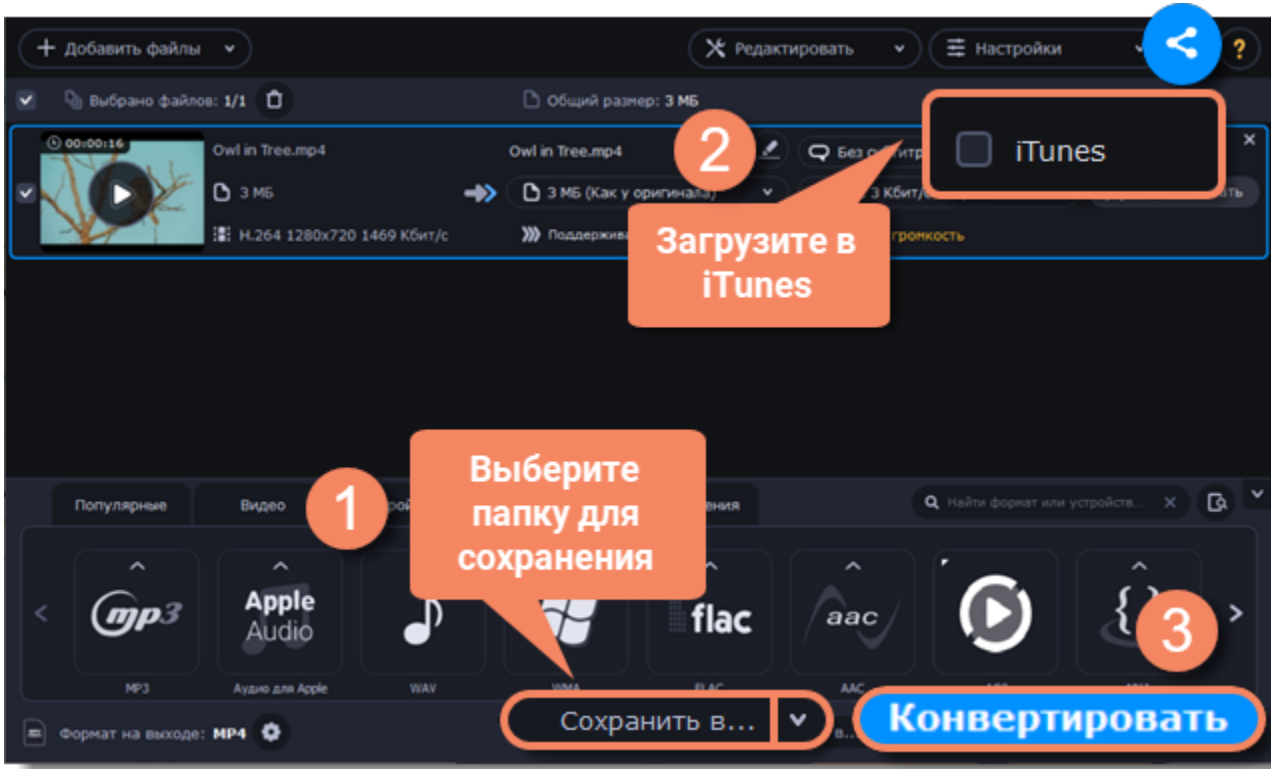 Добавить файлы
Редактировать
Настройки
?
Выбрано файлов: 1/1
Общий размер: 3 МБ
iTunes
00:00:16
Owl in Tree.mp4
Owl in Tree.mp4
2
3 МБ
3 МБ (Как у оригинала)
H.264 1280x720 1469 Кбит/с
громкость
Загрузите в
iTunes
Выберите
папку для
сохранения
1
Популярные
Видео
Найти формат или устройств...
mp3
Apple
Audio
flac
aac
3
MP3
Аудио для Apple
WAV
WMA
FLAC
AAC
Формат на выходе: MP4
Сохранить в...
Конвертировать